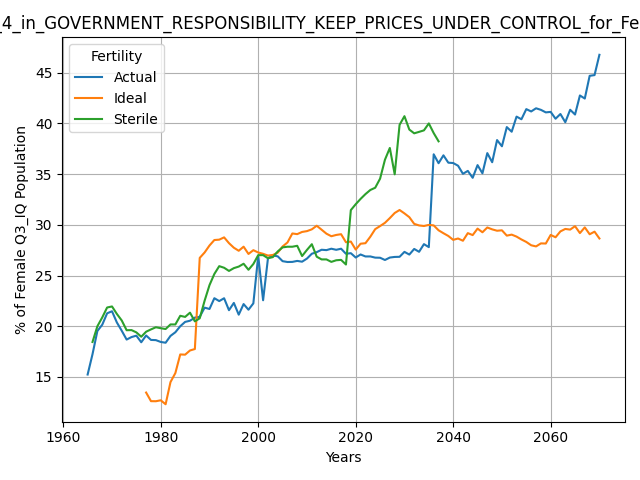 _4_in_GOVERNMENT_RESPONSIBILITY_KEEP_PRICES_UNDER_CONTROL_for_Fe
Fertility
Actual
Ideal
Sterile
% of Female Q3_IQ Population
45
40
35
30
25
20
15
1960 1980 2000 2020 2040 2060
Years